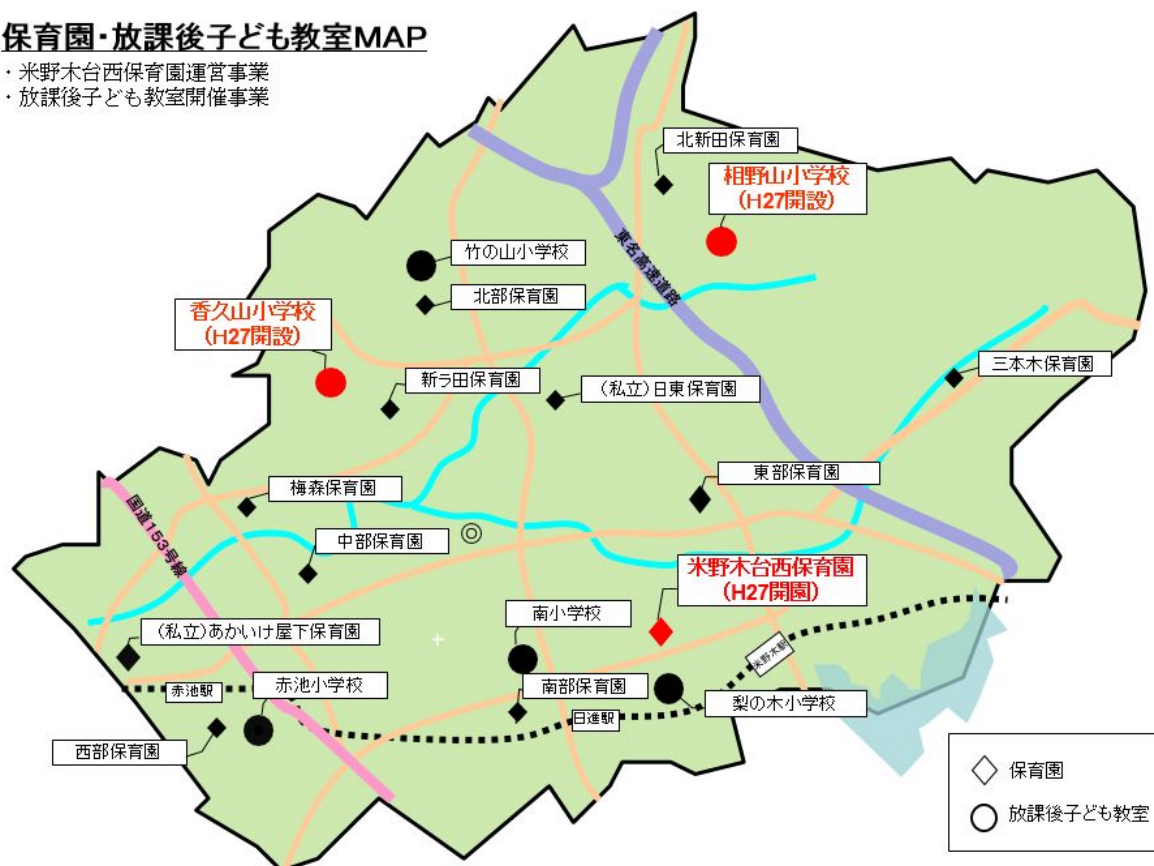 保育園・放課後子ども教室MAP
・米野木台西保育園運営事業
・放課後子ども教室開催事業
北新田保育園
相野山小学校
(H27開設)
竹の山小学校
東名高速道路
北部保育園
香久山小学校
(H27開設)
新ラ田保育園
(私立)日東保育園
三本木保育園
東部保育園
梅森保育園
国道153号線
中部保育園
米野木台西保育園
(H27開園)
南小学校
(私立)あかいけ屋下保育園
米野木駅
赤池駅
赤池小学校
南部保育園
梨の木小学校
日進駅
西部保育園
保育園
放課後子ども教室